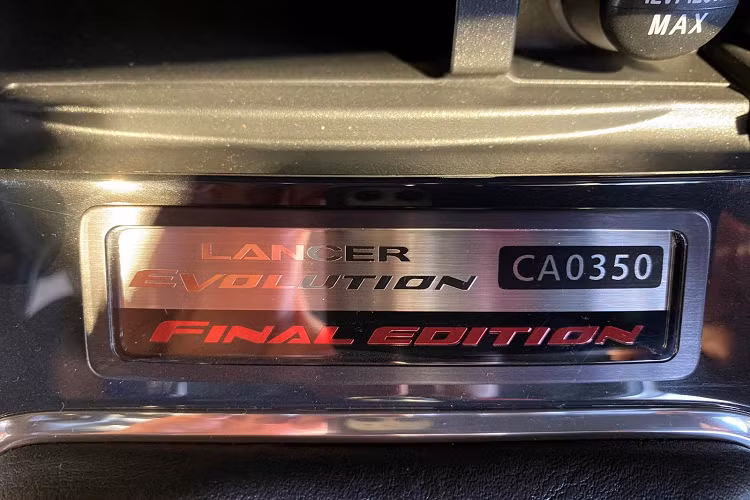 MAX
LANCER
EVOLUTION
CA0350
FINAL EDITION